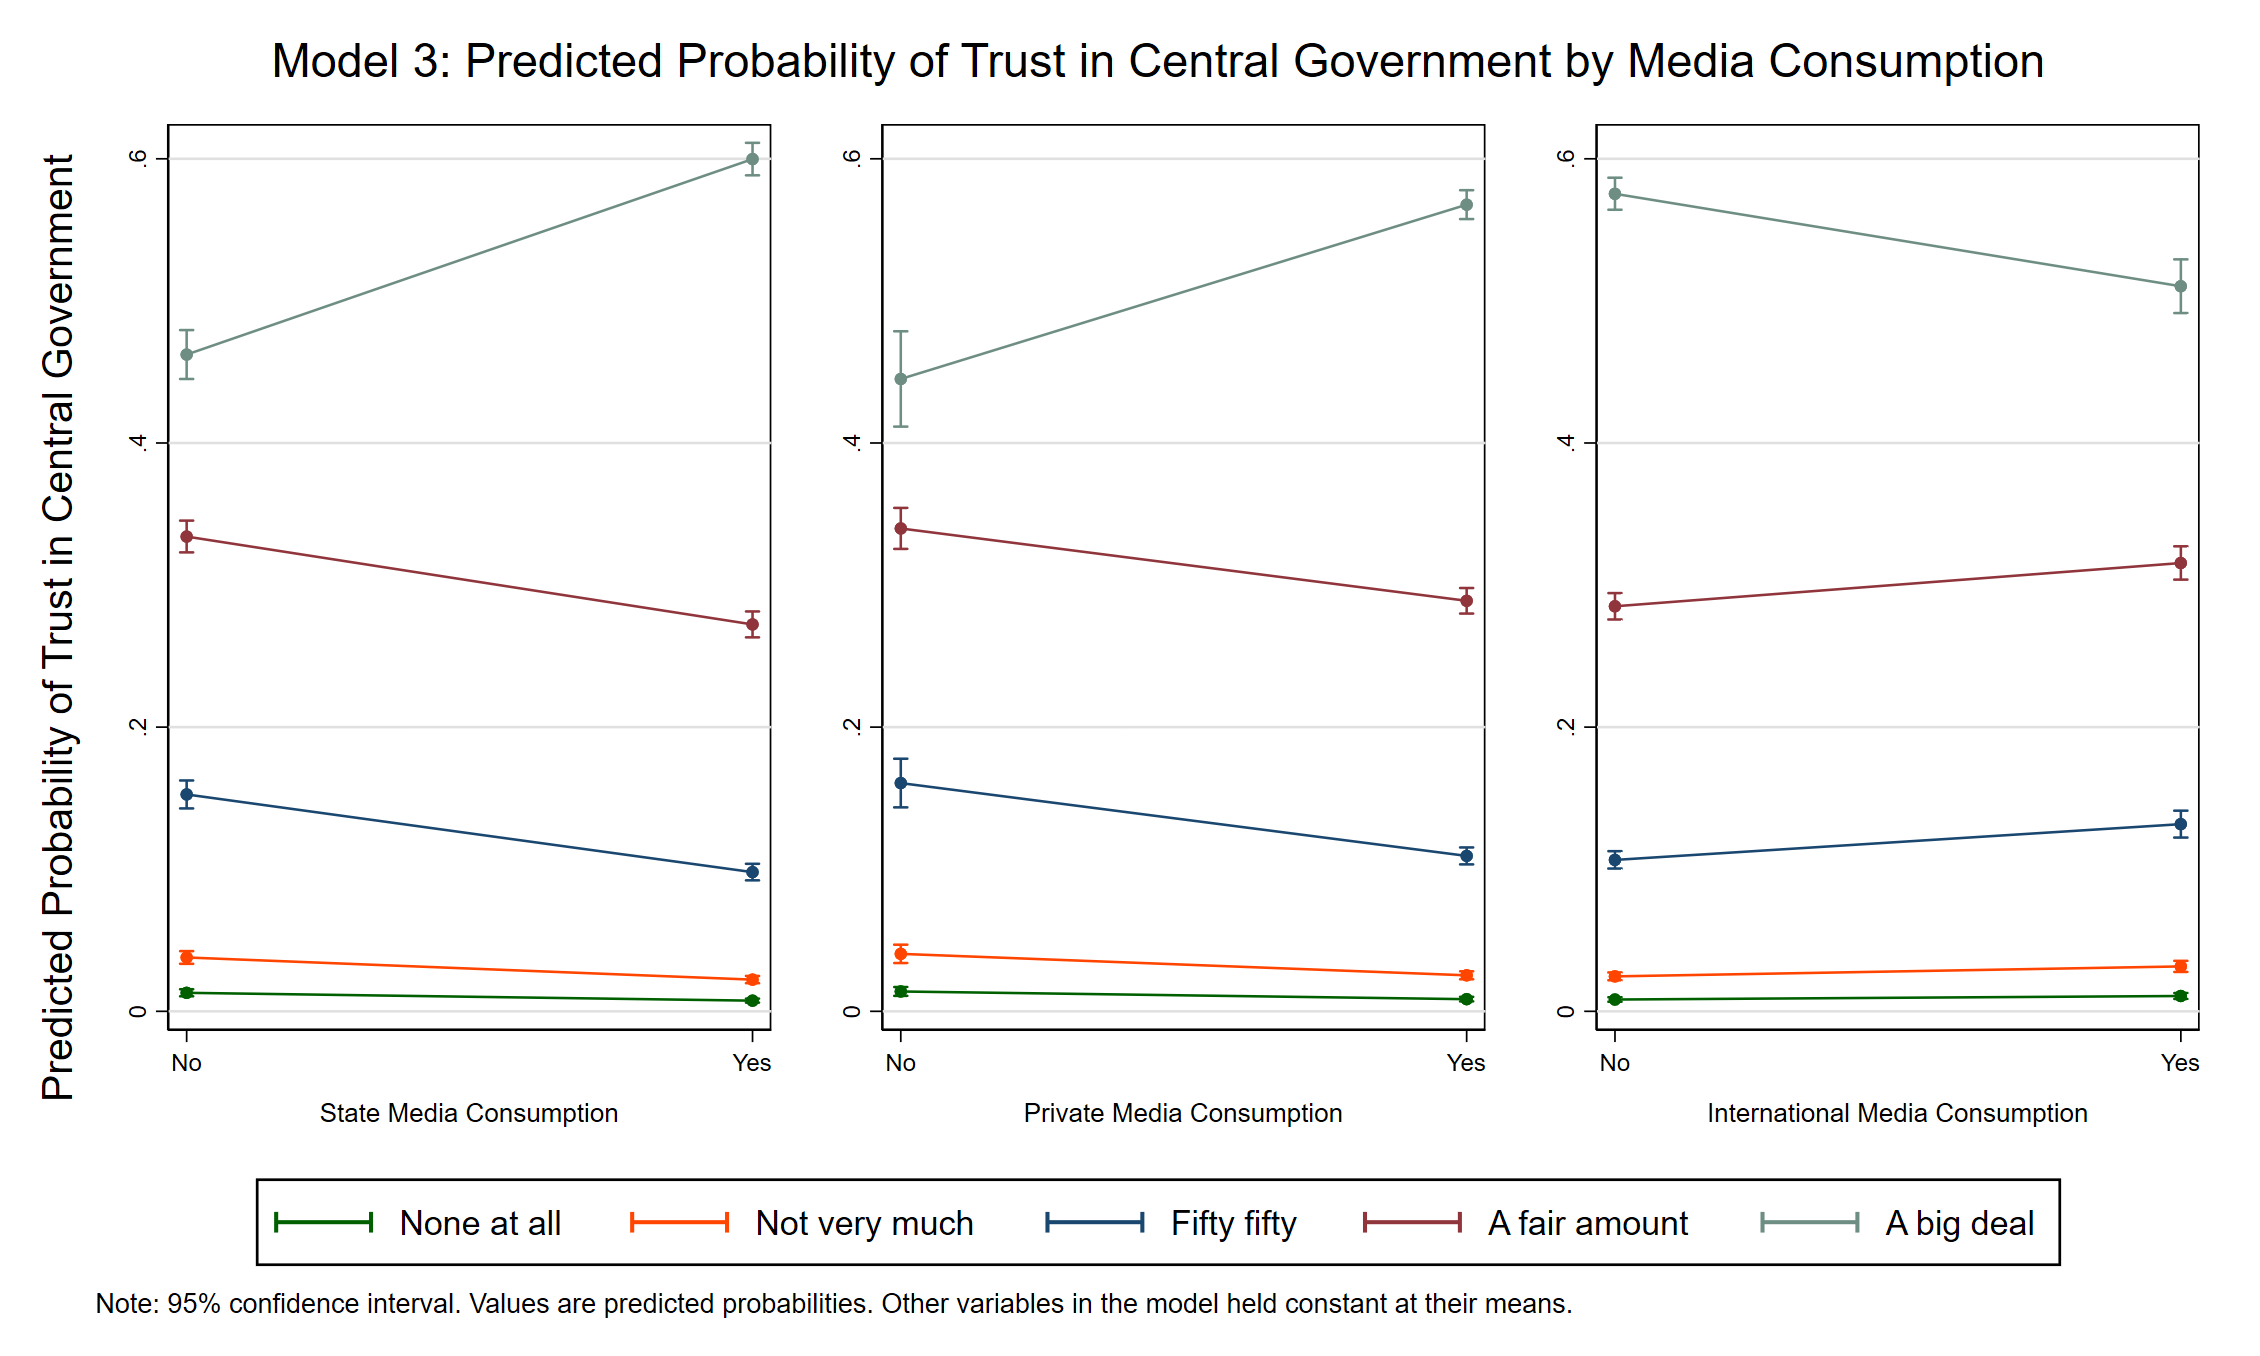 Model 3: Predicted Probability of Trust in Central Government by Media Consumption
Predicted Probability of Trust in Central Government
.6
.4
.2
0
No
Yes
State Media Consumption
.6
.4
.2
0
No
Yes
Private Media Consumption
.6
.4
.2
0
No
Yes
International Media Consumption
None at all
Not very much
Fifty fifty
A fair amount
A big deal
Note: 95% confidence interval. Values are predicted probabilities. Other variables in the model held constant at their means.